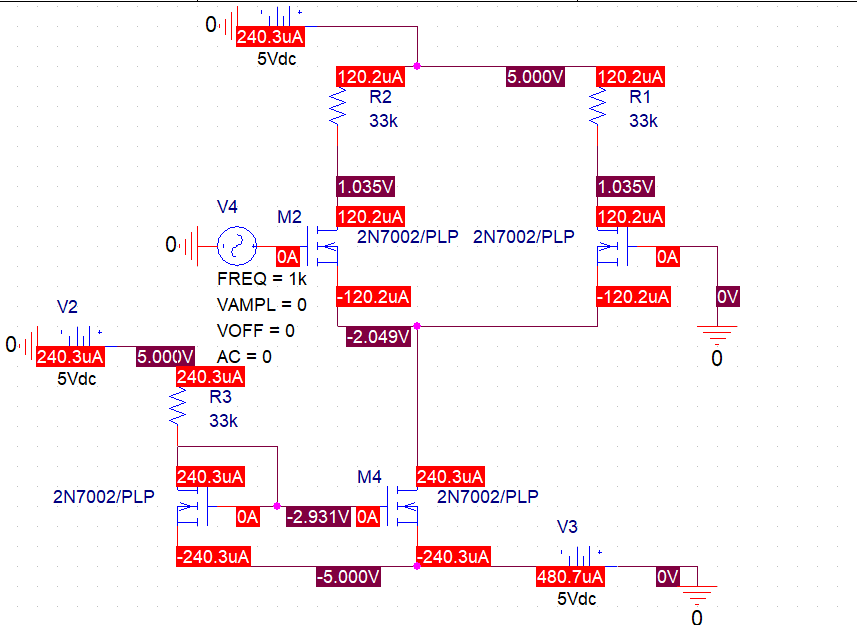 0
240.3uA
5Vdc
120.2uA
5.000V
120.2uA
R2
R1
33k
33k
1.035V
1.035V
V4
M2
120.2uA
120.2uA
2N7002/PLP
2N7002/PLP
0
0A
0A
FREQ = 1k
VAMPL = 0
VOFF = 0
AC = 0
-120.2uA
-120.2uA
0V
-2.049V
0
V2
0
240.3uA
5.000V
5Vdc
240.3uA
R3
33k
240.3uA
M4
240.3uA
2N7002/PLP
2N7002/PLP
0A
-2.931V
0A
-240.3uA
-240.3uA
V3
-5.000V
480.7uA
0V
5Vdc
0